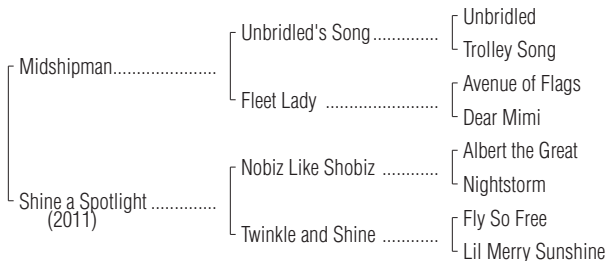 Unbridled
Unbridled's Song..............
Trolley Song
Midshipman......................
Avenue of Flags
Fleet Lady ........................
Dear Mimi
Albert the Great
Nobiz Like Shobiz ............
Nightstorm
Shine a Spotlight ..............
(2011)
Fly So Free
Twinkle and Shine ............
Lil Merry Sunshine